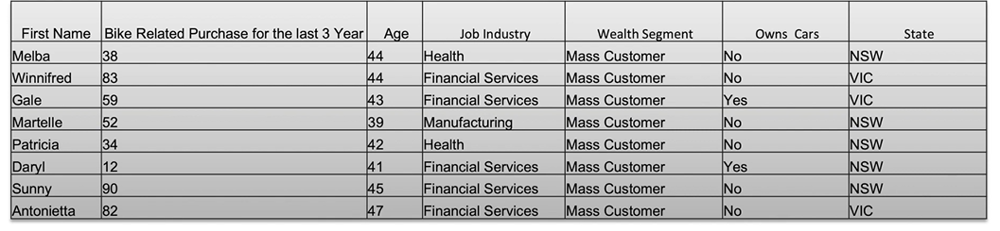 First Name Bike Related Purchase for the last 3 Year Age Job Industry Wealth Segment Owns Cars State
Melba 38 44 Health Mass Customer No NSW
Winnifred 83 44 Financial Services Mass Customer No VIC
Gale 59 43 Financial Services Mass Customer Yes VIC
Martelle 52 39 Manufacturing Mass Customer No NSW
Patricia 34 42 Health Mass Customer No NSW
Daryl 12 41 Financial Services Mass Customer Yes NSW
Sunny 90 45 Financial Services Mass Customer No NSW
Antonietta 82 47 Financial Services Mass Customer No VIC